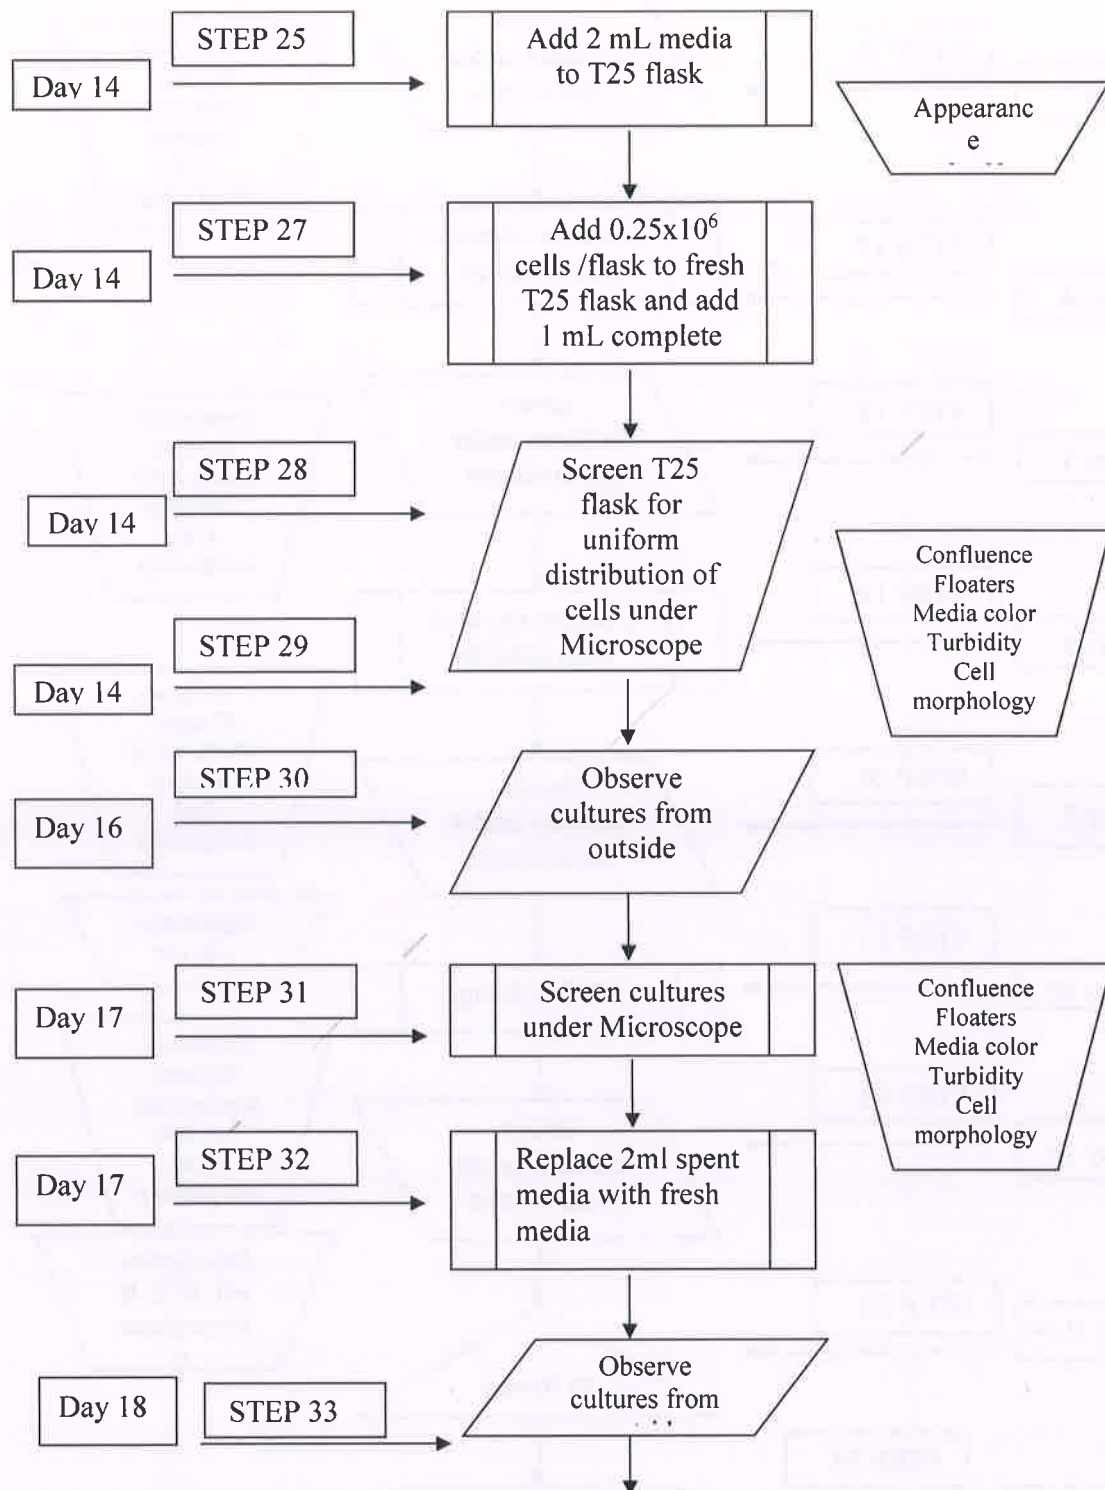 STEP 25
Day 14
Add 2 mL media
to T25 flask
Appearanc
e
STEP 27
Day 14
Add 0.25x10⁶
cells /flask to fresh
T25 flask and add
1 mL complete
STEP 28
Day 14
Screen T25
flask for
uniform
distribution of
cells under
Microscope
Confluence
Floaters
Media color
Turbidity
Cell
morphology
STEP 29
Day 14
STEP 30
Day 16
Observe
cultures from
outside
STEP 31
Day 17
Screen cultures
under Microscope
Confluence
Floaters
Media color
Turbidity
Cell
morphology
STEP 32
Day 17
Replace 2ml spent
media with fresh
media
Day 18
STEP 33
Observe
cultures from